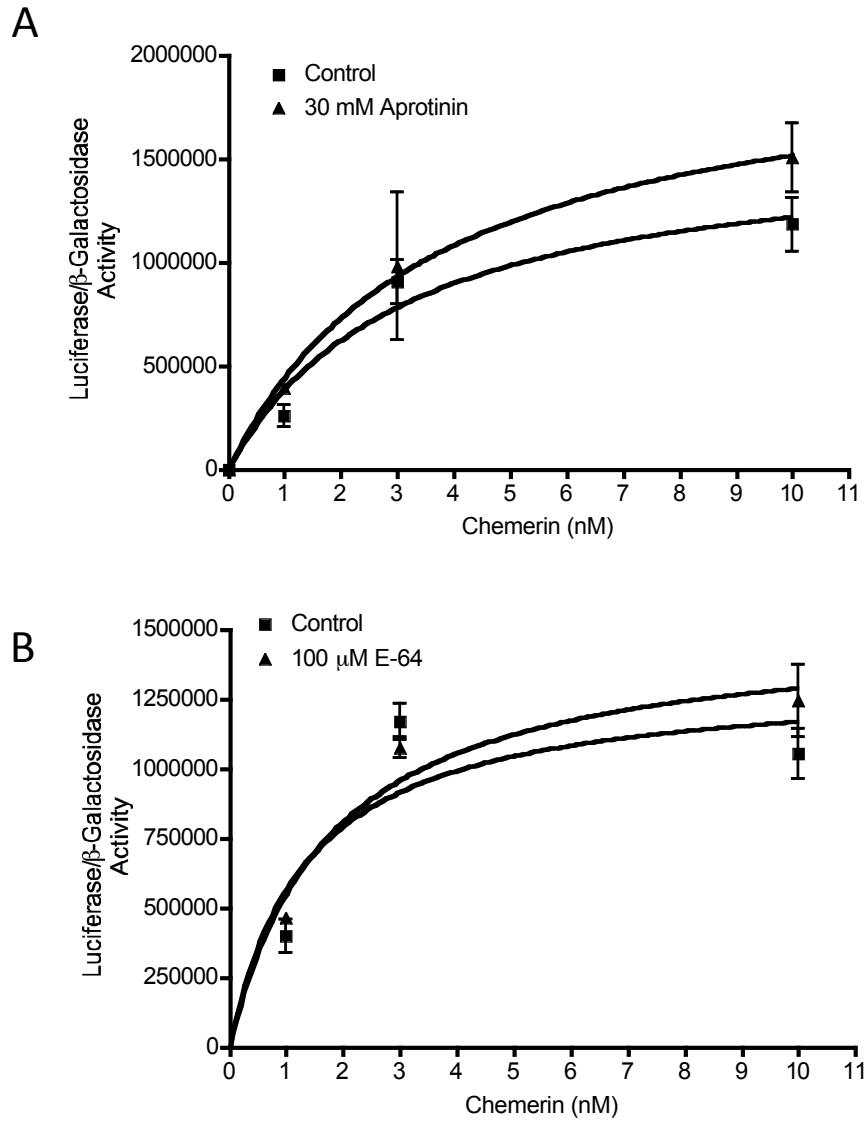 A
2000000
1500000
1000000
500000
0
Luciferase/β-Galactosidase
Activity
Control
30 mM Aprotinin
0 1 2 3 4 5 6 7 8 9 10 11
Chemerin (nM)
B
1500000
1250000
1000000
750000
500000
250000
0
Luciferase/β-Galactosidase
Activity
Control
100 μM E-64
0 1 2 3 4 5 6 7 8 9 10 11
Chemerin (nM)